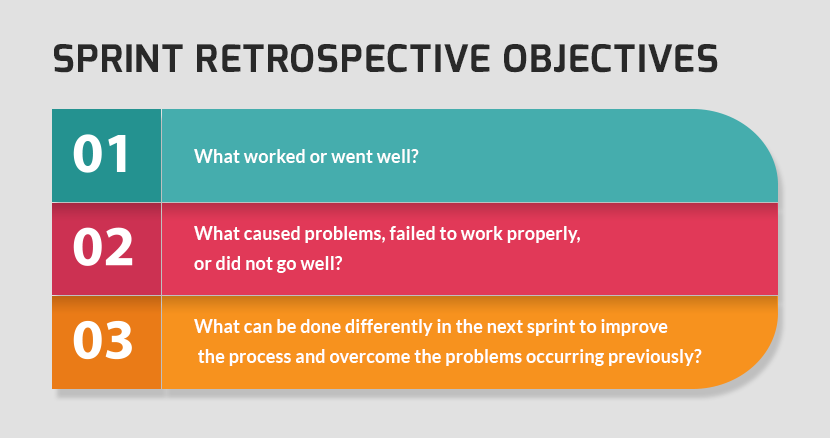 SPRINT RETROSPECTIVE OBJECTIVES
01
What worked or went well?
02
What caused problems, failed to work properly,
or did not go well?
03
What can be done differently in the next sprint to improve
the process and overcome the problems occurring previously?